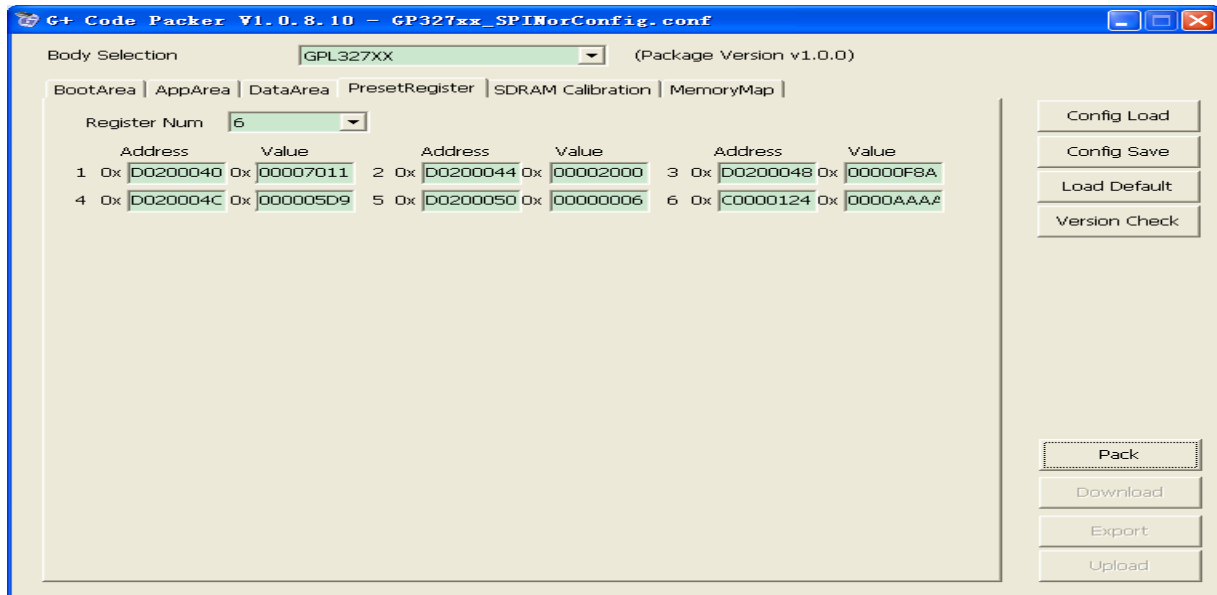 G+ Code Packer V1.0.8.10 - GP327xx_SPINorConfig.conf
Body Selection GPL327XX (Package Version v1.0.0)
BootArea AppArea DataArea PresetRegister SDRAM Calibration MemoryMap
Register Num 6
Address Value Address Value Address Value
1 0x D0200040 0x 00007011 2 0x D0200044 0x 00002000 3 0x D0200048 0x 00000F8A
4 0x D020004C 0x 000005D9 5 0x D0200050 0x 00000006 6 0x C0000124 0x 0000AAAA
Config Load
Config Save
Load Default
Version Check
Pack
Download
Export
Upload